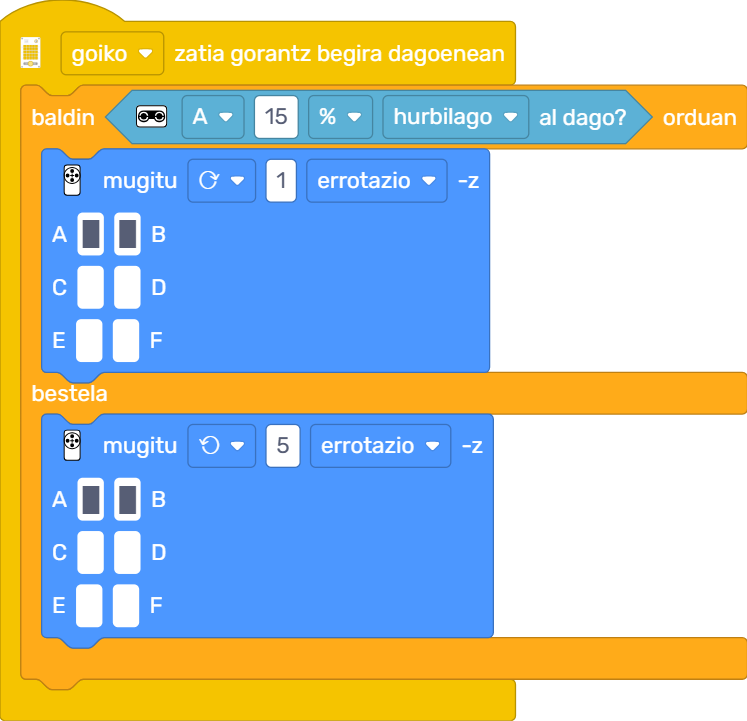 goiko zatia gorantz begira dagoenean
baldin A 15 % hurbilago al dago? orduan
mugitu 1 errotazio -z
A B
C D
E F
bestela
mugitu 5 errotazio -z
A B
C D
E F